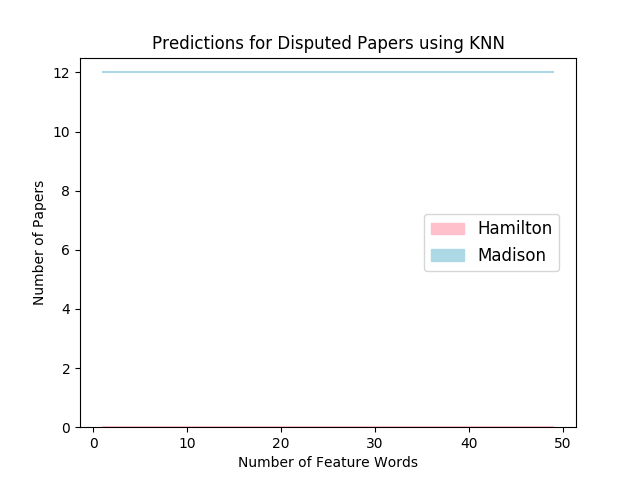 Predictions for Disputed Papers using KNN
12
10
8
6
4
2
0
Number of Papers
Hamilton
Madison
0 10 20 30 40 50
Number of Feature Words